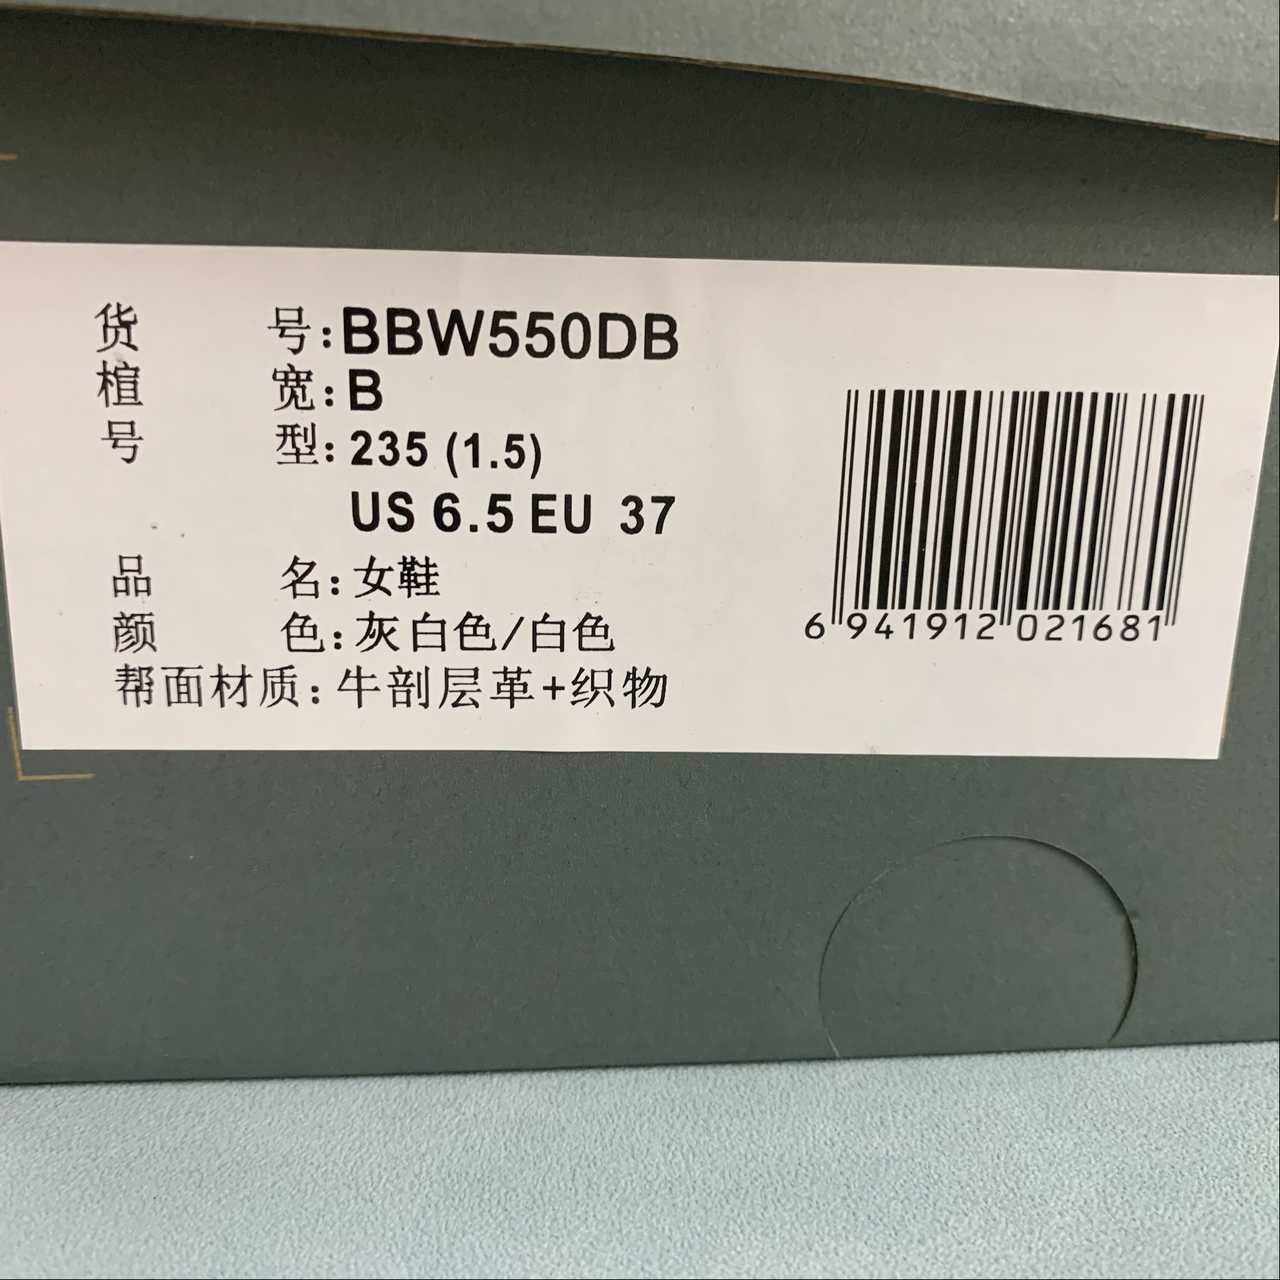 货号:BBW550DB
楦宽:B
号型:235 (1.5)
US 6.5 EU 37
品名:女鞋
颜色:灰白色/白色
帮面材质:牛剖层革+织物
6 941912 021681